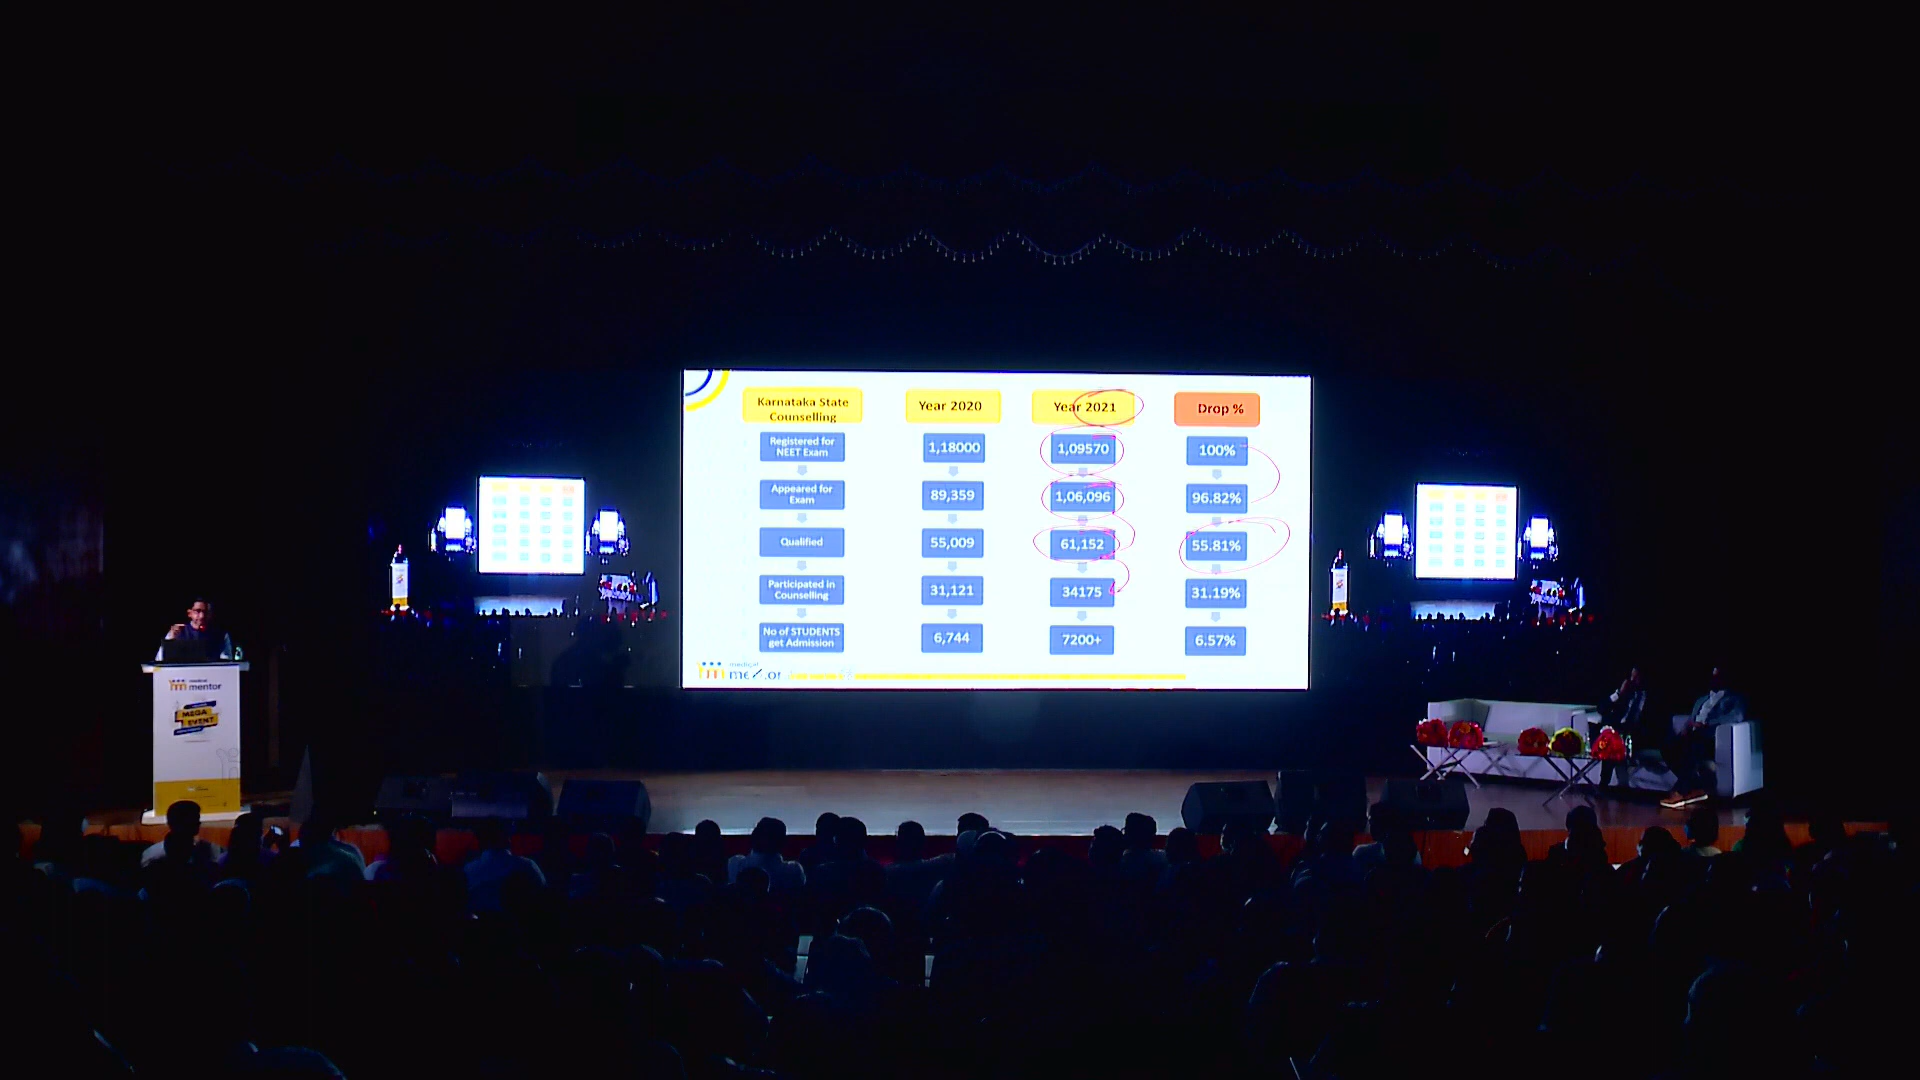 Karnataka State
Counselling
Year 2020
Year 2021
Drop %
Registered for
NEET Exam
1,18000
1,09570
100%
Appeared for
Exam
89,359
1,06,096
96.82%
Qualified
55,009
61,152
55.81%
Participated in
Counselling
31,121
34175
31.19%
No of STUDENTS
get Admission
6,744
7200+
6.57%
medical
mentor
MEGA
EVENT